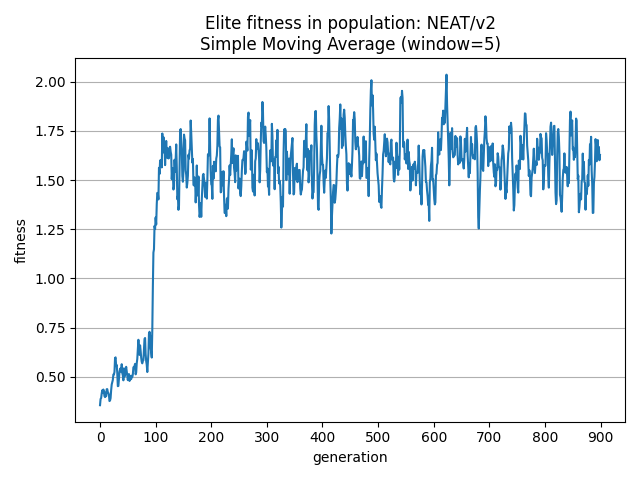 Elite fitness in population: NEAT/v2
Simple Moving Average (window=5)
2.00
1.75
1.50
1.25
1.00
0.75
0.50
fitness
0 100 200 300 400 500 600 700 800 900
generation